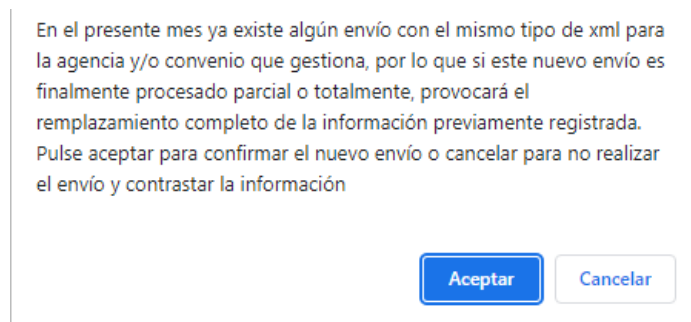 En el presente mes ya existe algún envío con el mismo tipo de xml para
la agencia y/o convenio que gestiona, por lo que si este nuevo envío es
finalmente procesado parcial o totalmente, provocará el
remplazamiento completo de la información previamente registrada.
Pulse aceptar para confirmar el nuevo envío o cancelar para no realizar
el envío y contrastar la información
Aceptar
Cancelar